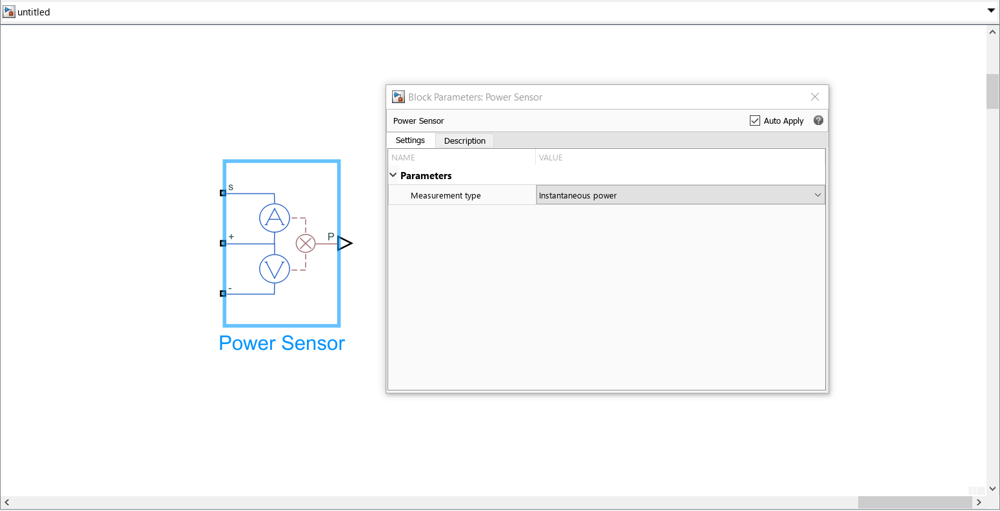 untitled
Block Parameters: Power Sensor
Power Sensor
Auto Apply
?
Settings
Description
NAME
VALUE
Parameters
Measurement type
Instantaneous power
s
A
+
P
V
-
Power Sensor